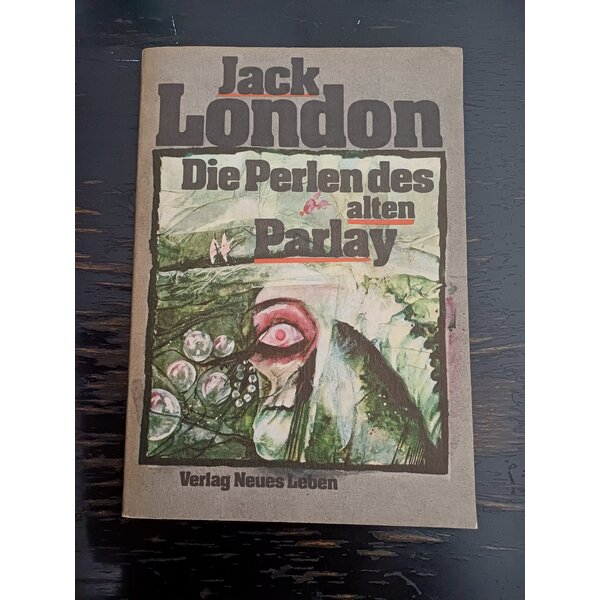 Jack
London
Die Perlen des
alten
Parlay
Verlag Neues Leben